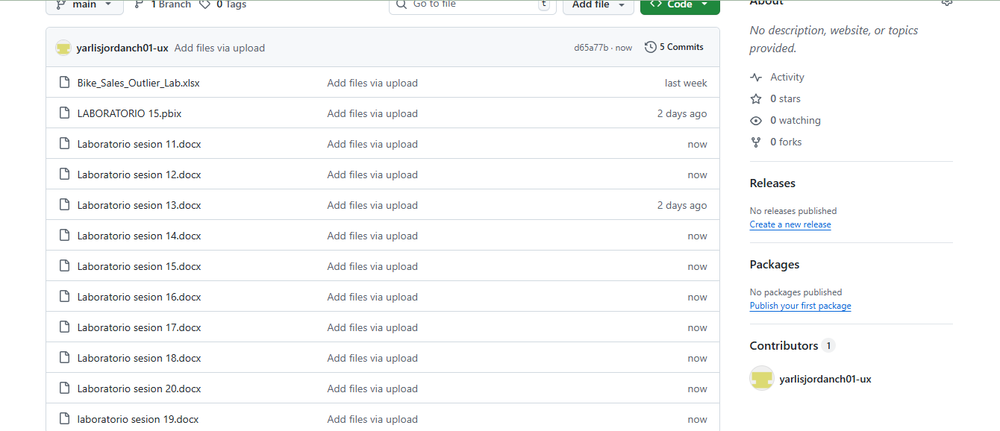 main 1 Branch 0 Tags Go to file t Add file Code
yarlisjordanch01-ux Add files via upload d65a77b · now 5 Commits
Bike_Sales_Outlier_Lab.xlsx Add files via upload last week
LABORATORIO 15.pbix Add files via upload 2 days ago
Laboratorio sesion 11.docx Add files via upload now
Laboratorio sesion 12.docx Add files via upload now
Laboratorio sesion 13.docx Add files via upload 2 days ago
Laboratorio sesion 14.docx Add files via upload now
Laboratorio sesion 15.docx Add files via upload now
Laboratorio sesion 16.docx Add files via upload now
Laboratorio sesion 17.docx Add files via upload now
Laboratorio sesion 18.docx Add files via upload now
Laboratorio sesion 20.docx Add files via upload now
laboratorio sesion 19.docx Add files via upload now
About
No description, website, or topics
provided.
Activity
0 stars
0 watching
0 forks
Releases
No releases published
Create a new release
Packages
No packages published
Publish your first package
Contributors 1
yarlisjordanch01-ux